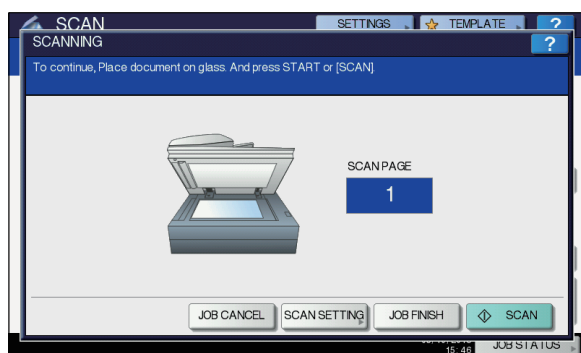 SCAN
SETTINGS
TEMPLATE
?
SCANNING
?
To continue, Place document on glass. And press START or [SCAN].
SCAN PAGE
1
JOB CANCEL
SCAN SETTING
JOB FINISH
SCAN
15:46
JOB STATUS